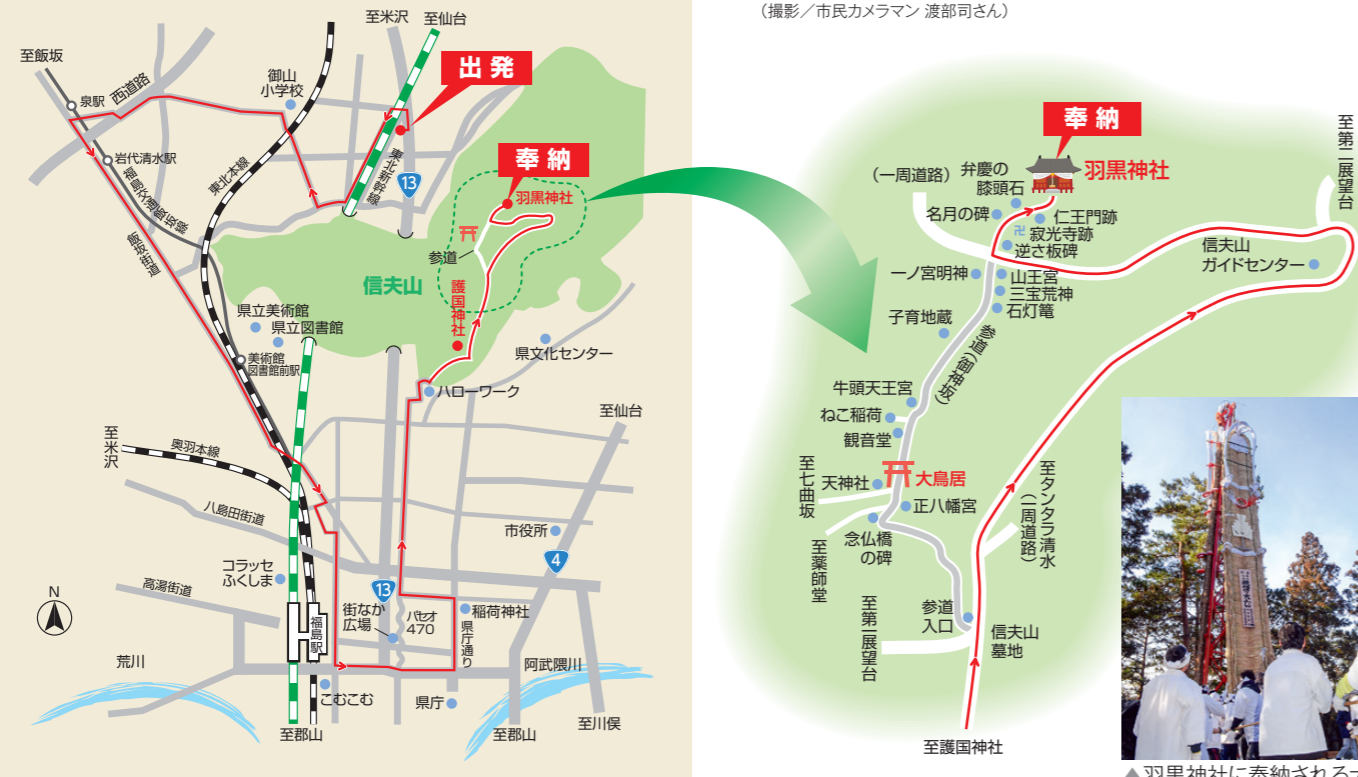 （撮影／市民カメラマン 渡部司さん）
至米沢
至仙台
至飯坂
出発
御山
小学校
西道路
泉駅
岩代清水駅
福島交通飯坂線
東北本線
飯坂街道
東北新幹線
13
奉納
羽黒神社
参道
信夫山
護国神社
県立美術館
県立図書館
美術館
図書館前駅
県文化センター
ハローワーク
至仙台
至米沢
奥羽本線
八島田街道
市役所
4
コラッセ
ふくしま
高湯街道
13
街なか
広場
パセオ
470
稲荷神社
県庁通り
N
福島駅
荒川
阿武隈川
こむこむ
県庁
至郡山
至郡山
至川俣
奉納
羽黒神社
至第二展望台
（一周道路）
弁慶の
膝頭石
名月の碑
仁王門跡
卍
寂光寺跡
逆さ板碑
信夫山
ガイドセンター
一ノ宮明神
山王宮
三宝荒神
石灯籠
子育地蔵
参道（御神坂）
牛頭天王宮
ねこ稲荷
観音堂
至七曲坂
天神社
大鳥居
正八幡宮
至タンタラ清水
（一周道路）
念仏橋
の碑
至薬師堂
至第一展望台
参道
入口
信夫山
墓地
至護国神社
▲羽黒神社に奉納される